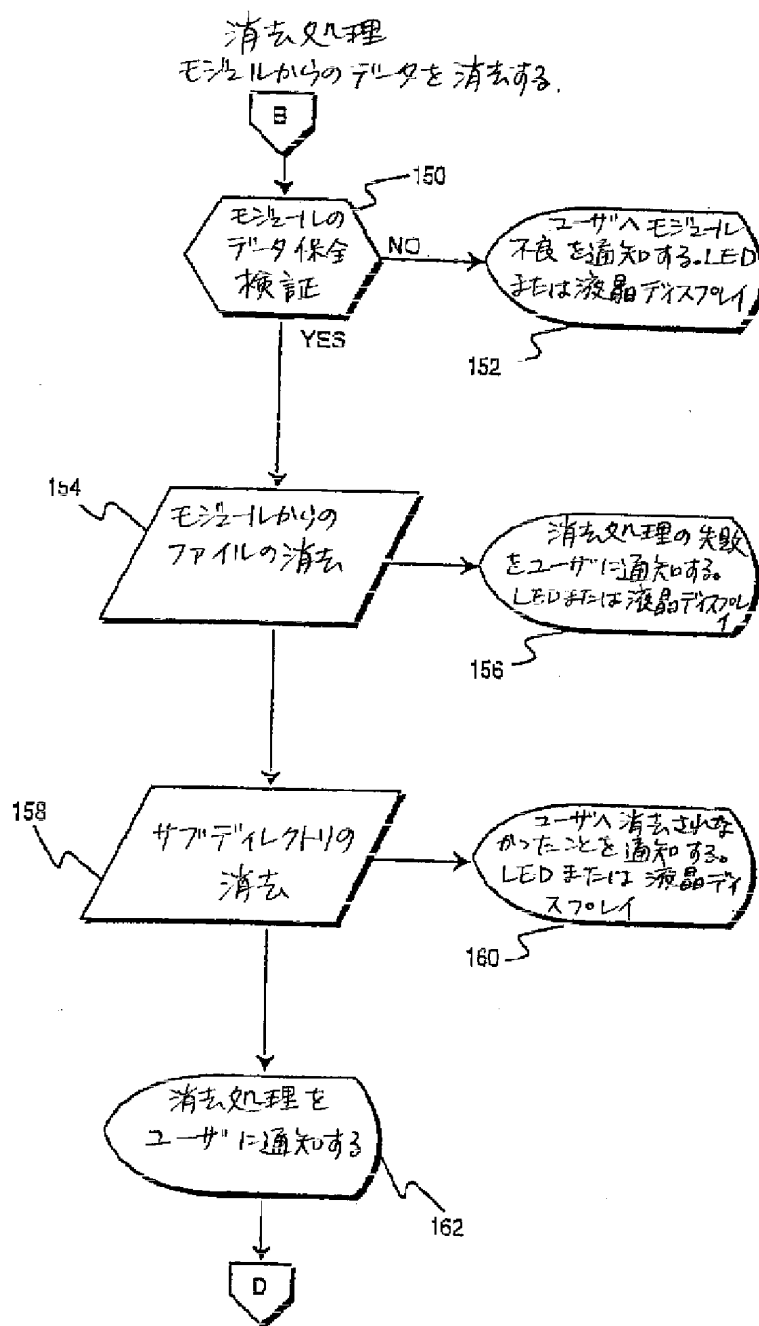 消去処理
モジュールからのデータを消去する.
B
150
モジュールの
データ保全
検証
NO
ユーザへモジュール
不良を通知する。LED
または液晶ディスプレイ
152
YES
154
モジュールからの
ファイルの消去
消去処理の失敗
をユーザに通知する。
LEDまたは液晶ディスプレ
イ
156
158
サブディレクトリの
消去
ユーザへ消去されな
かったことを通知する。
LEDまたは液晶ディ
スプレイ
160
消去処理を
ユーザに通知する
162
D